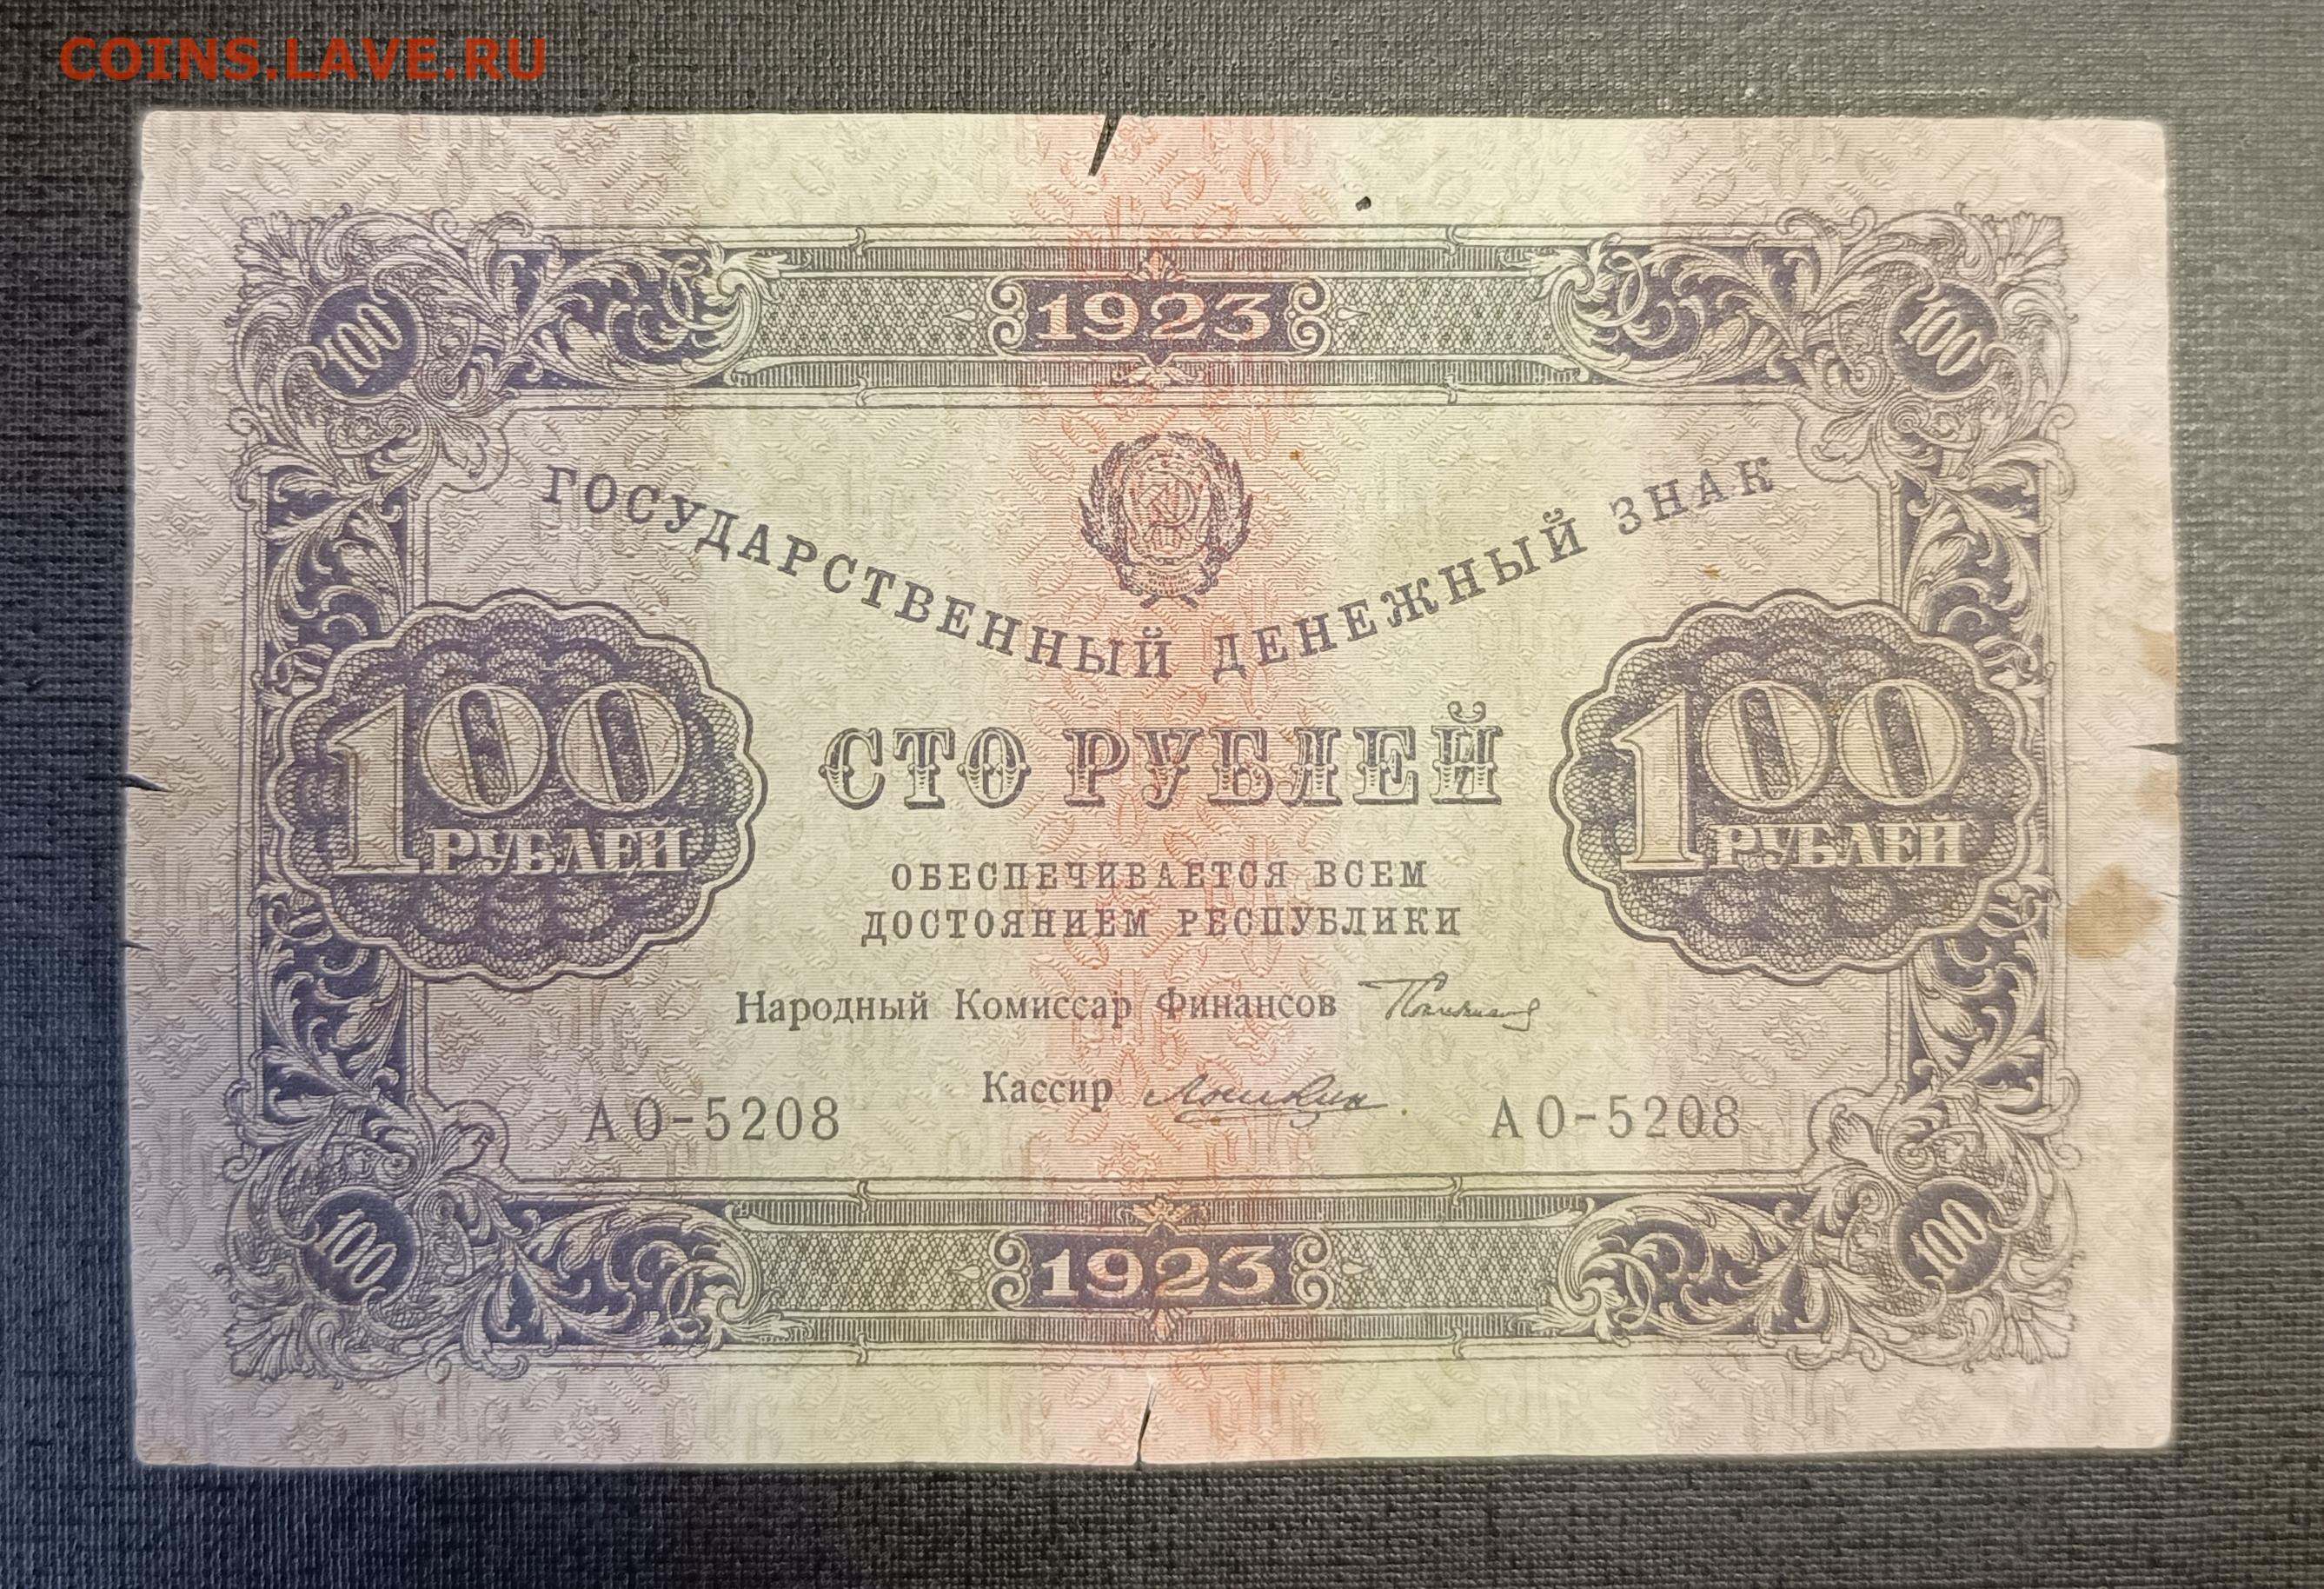 COINS.LAVE.RU
1923
100 100
ГОСУДАРСТВЕННЫЙ ДЕНЕЖНЫЙ ЗНАК
100 РУБЛЕЙ
СТО РУБЛЕЙ
100 РУБЛЕЙ
ОБЕСПЕЧИВАЕТСЯ ВСЕМ
ДОСТОЯНИЕМ РЕСПУБЛИКИ
Народный Комиссар Финансов
Кассир
АО-5208 АО-5208
100 100
1923